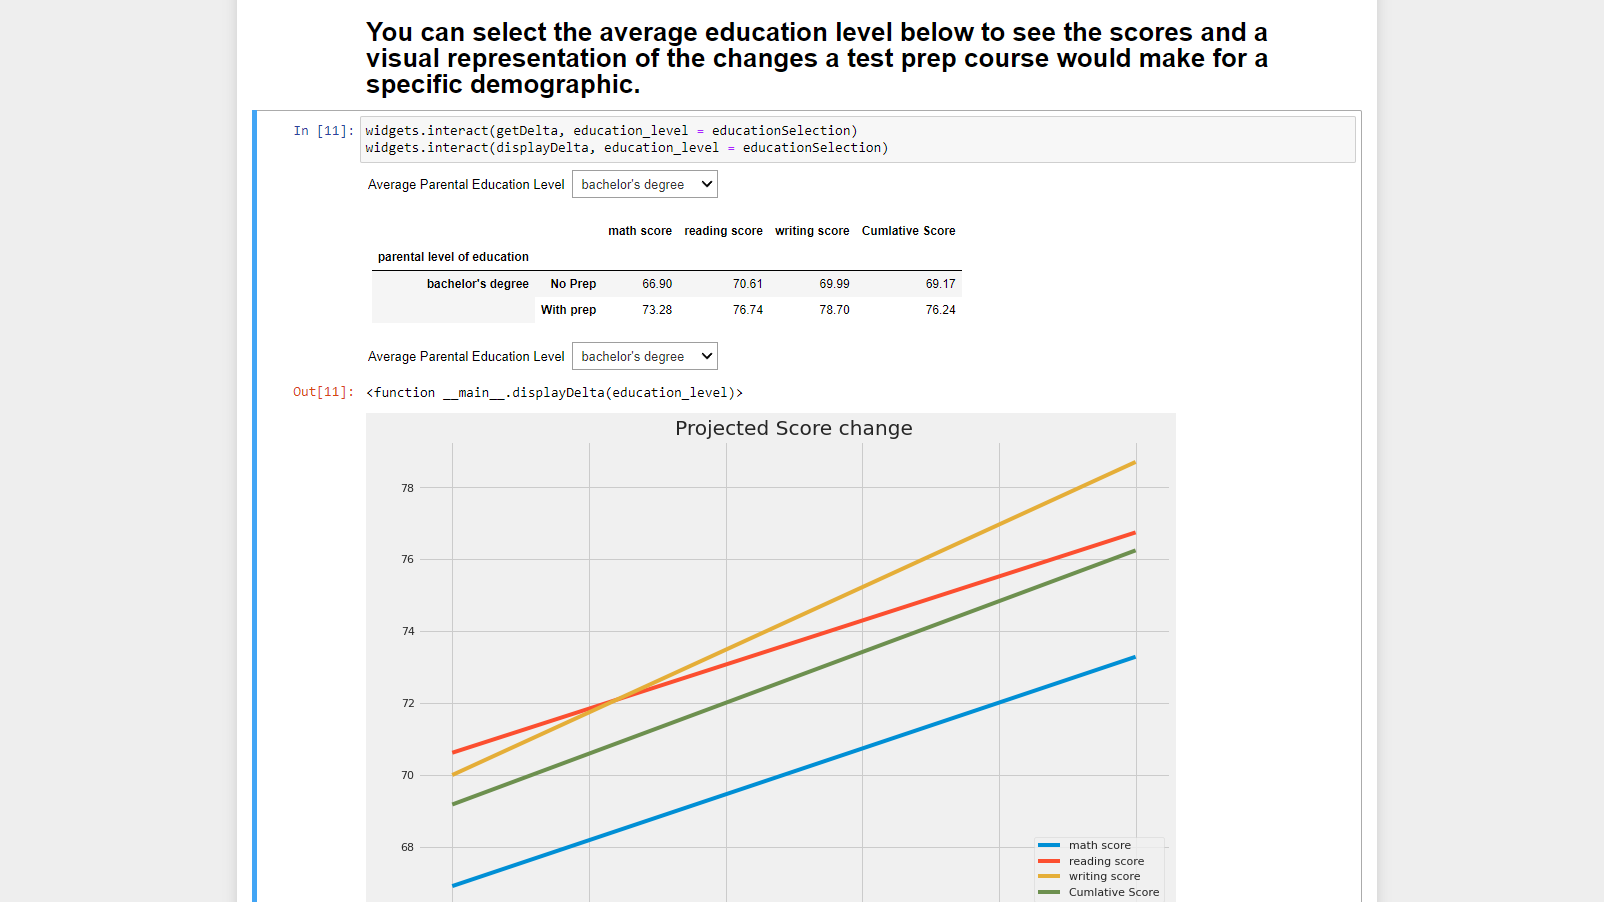 You can select the average education level below to see the scores and a
visual representation of the changes a test prep course would make for a
specific demographic.
In [11]: widgets.interact(getDelta, education_level = educationSelection)
widgets.interact(displayDelta, education_level = educationSelection)
Average Parental Education Level bachelor's degree
math score reading score writing score Cumlative Score
parental level of education
bachelor's degree No Prep 66.90 70.61 69.99 69.17
With prep 73.28 76.74 78.70 76.24
Average Parental Education Level bachelor's degree
Out[11]: <function __main__.displayDelta(education_level)>
Projected Score change
78
76
74
72
70
68
math score
reading score
writing score
Cumlative Score